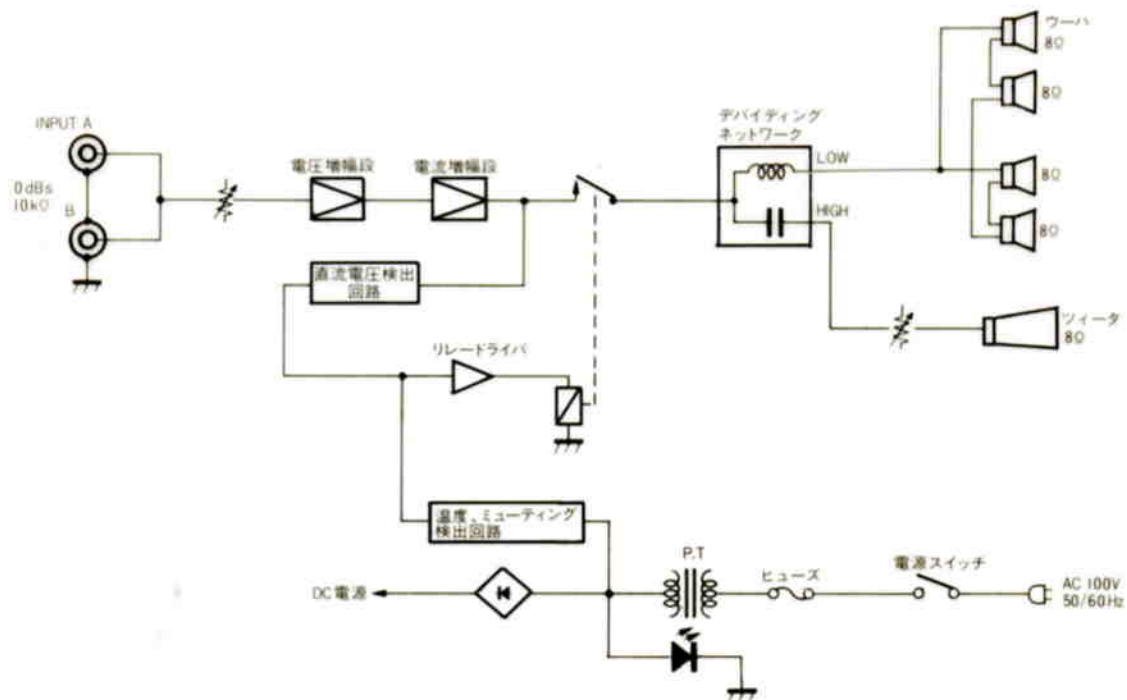 INPUT A
0 dBs
10kΩ
B
電圧増幅段
電流増幅段
直流電圧検出
回路
リレードライバ
温度、ミューティング
検出回路
DC電源
P.T
ヒューズ
電源スイッチ
AC 100V
50/60Hz
デバイディング
ネットワーク
LOW
HIGH
ウーハ
8Ω
8Ω
8Ω
8Ω
ツィータ
8Ω